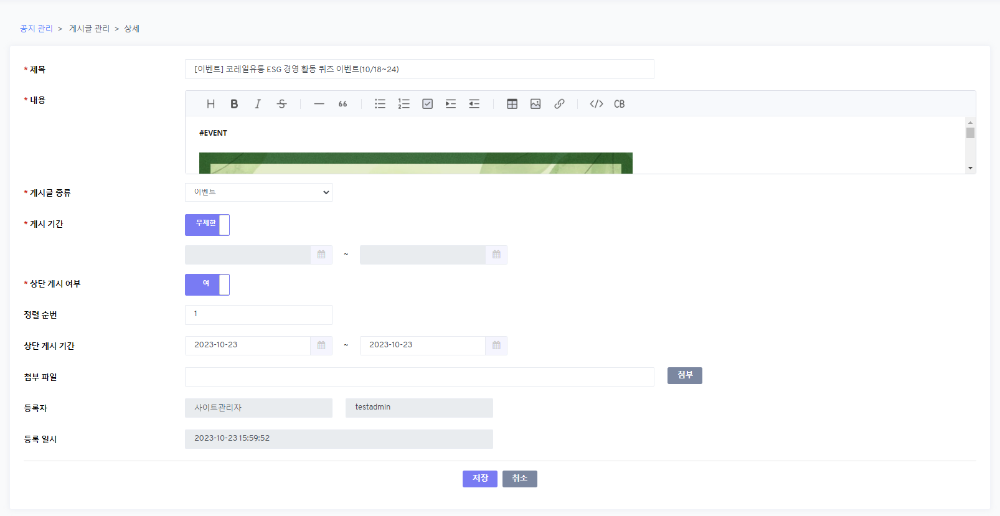 공지 관리 > 게시글 관리 > 상세
* 제목
[이벤트] 코레일유통 ESG 경영 활동 퀴즈 이벤트(10/18~24)
* 내용
H B I S — 66 </> CB
#EVENT
* 게시글 종류
이벤트
* 게시 기간
무제한
~
* 상단 게시 여부
여
정렬 순번
1
상단 게시 기간
2023-10-23 ~ 2023-10-23
첨부 파일
첨부
등록자
사이트관리자 testadmin
등록 일시
2023-10-23 15:59:52
저장 취소